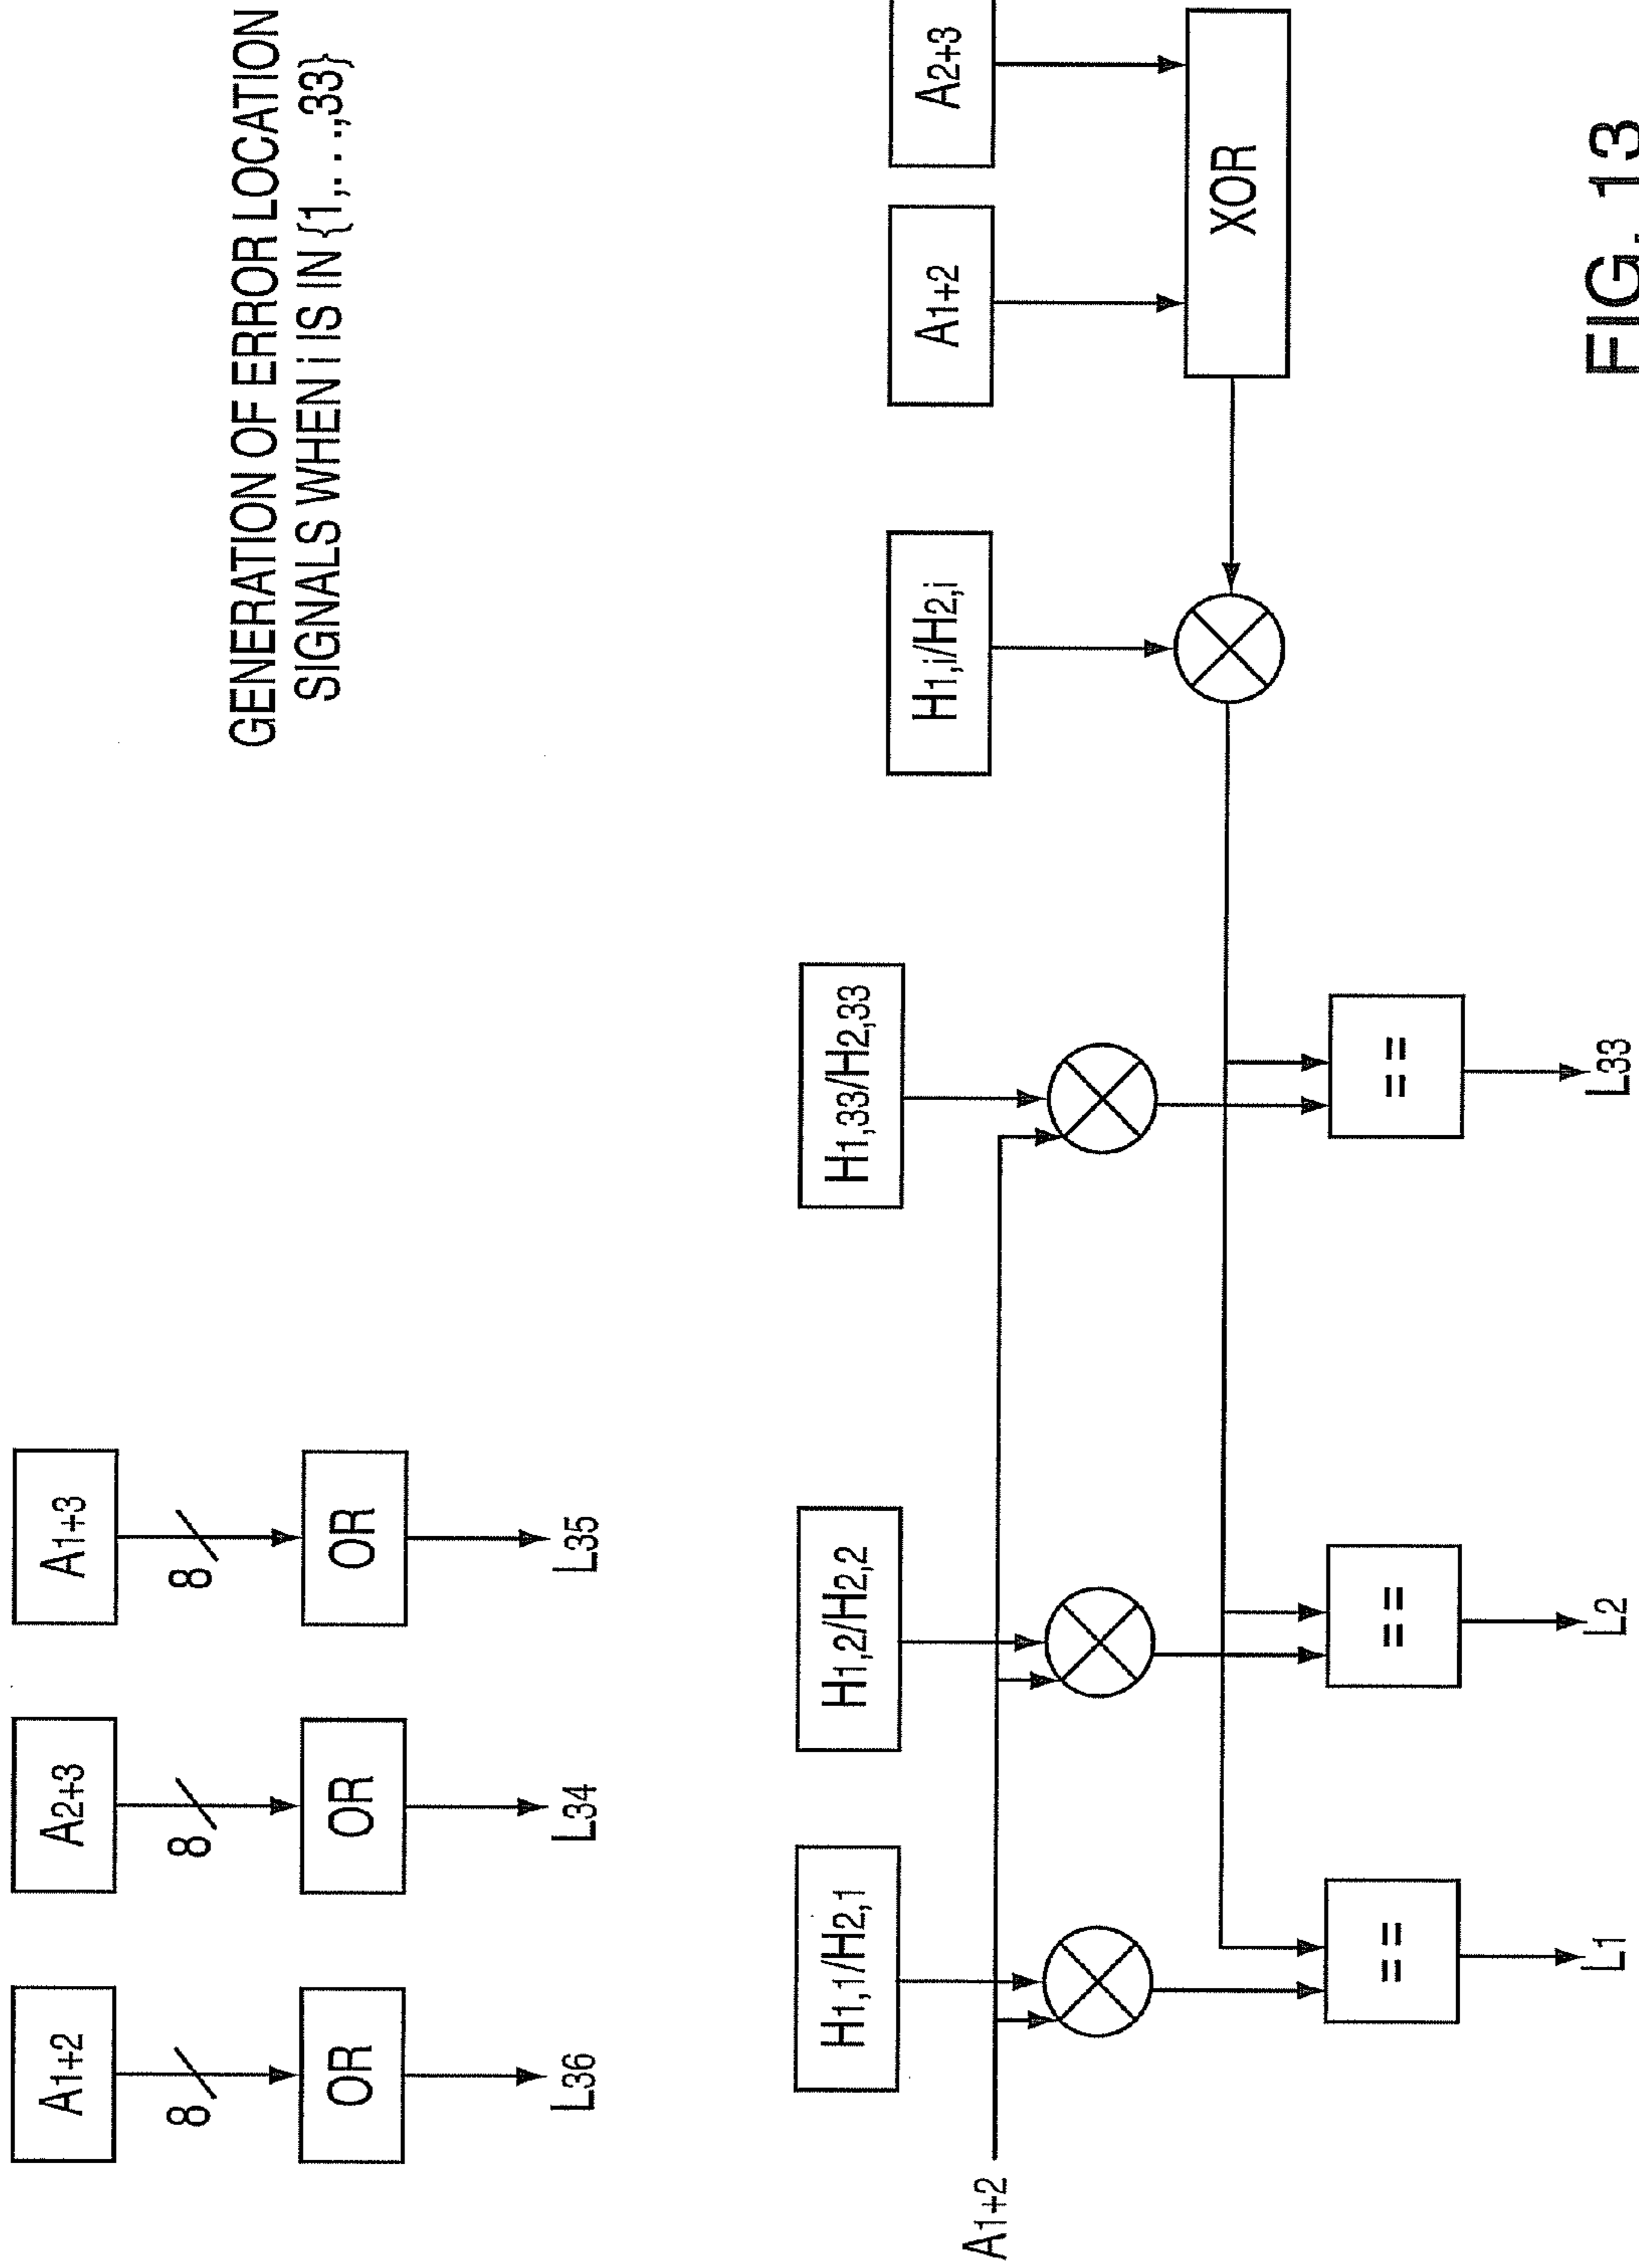 GENERATION OF ERROR LOCATION
SIGNALS WHEN i IS IN {1,. . .,33}
A1+2
A2+3
A1+3
8
8
8
OR
OR
OR
L36
L34
L35
H1,1/H2,1
H1,2/H2,2
H1,33/H2,33
H1,i/H2,i
A1+2
A2+3
A1+2
XOR
==
==
==
L1
L2
L33
FIG. 13